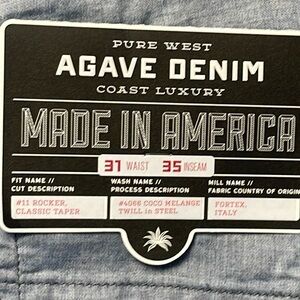 PURE WEST
AGAVE DENIM
COAST LUXURY
MADE IN AMERICA
31 WAIST 35 INSEAM
FIT NAME //
CUT DESCRIPTION
#11 ROCKER,
CLASSIC TAPER
WASH NAME //
PROCESS DESCRIPTION
#4066 COCO MELANGE
TWILL in STEEL
MILL NAME //
FABRIC COUNTRY OF ORIGIN
FORTEX,
ITALY